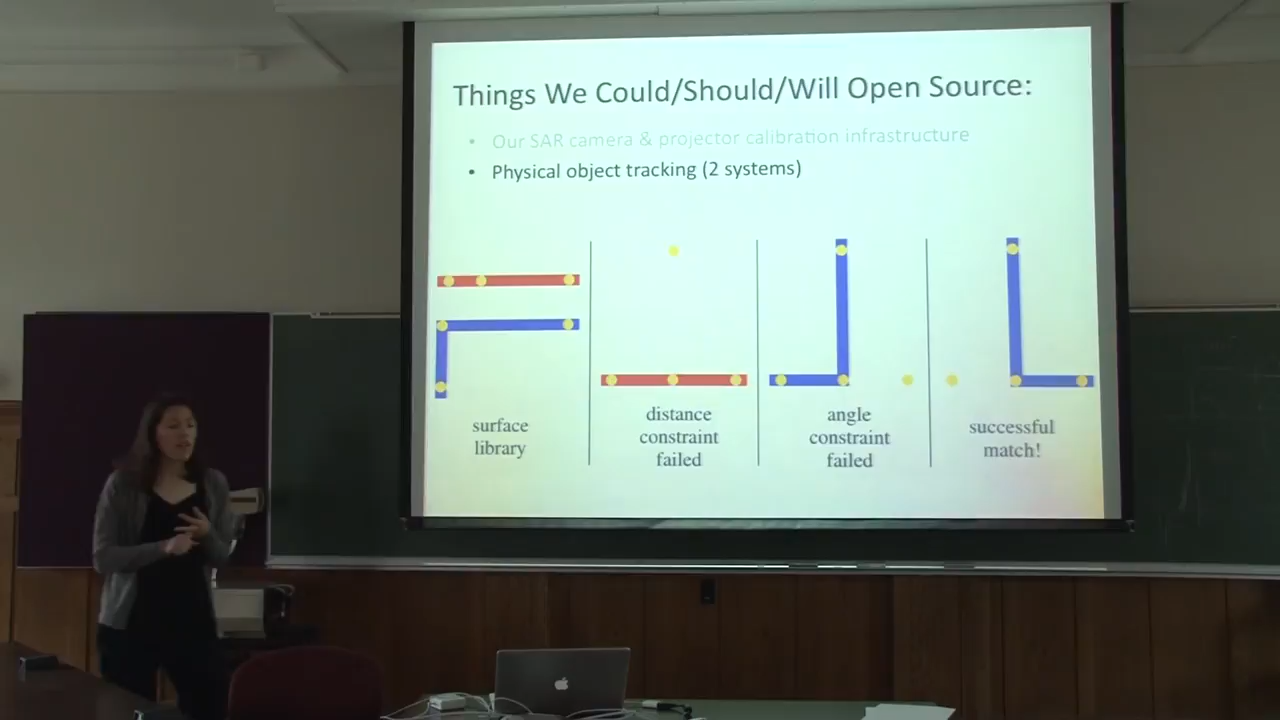 Things We Could/Should/Will Open Source:
• Our SAR camera & projector calibration infrastructure
• Physical object tracking (2 systems)
surface
library
distance
constraint
failed
angle
constraint
failed
successful
match!